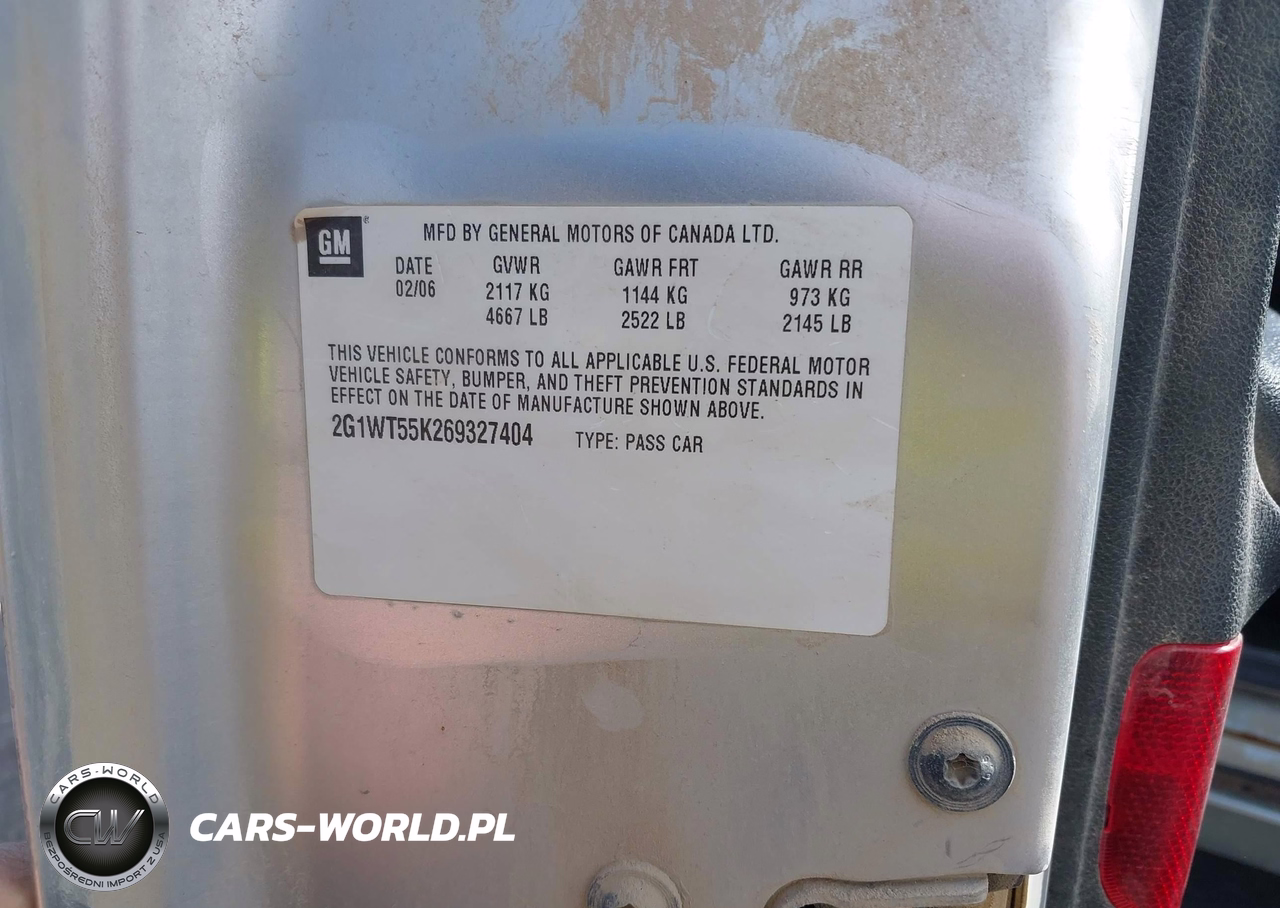 GM
MFD BY GENERAL MOTORS OF CANADA LTD.
DATE GVWR GAWR FRT GAWR RR
02/06 2117 KG 1144 KG 973 KG
4667 LB 2522 LB 2145 LB
THIS VEHICLE CONFORMS TO ALL APPLICABLE U.S. FEDERAL MOTOR
VEHICLE SAFETY, BUMPER, AND THEFT PREVENTION STANDARDS IN
EFFECT ON THE DATE OF MANUFACTURE SHOWN ABOVE.
2G1WT55K269327404 TYPE: PASS CAR
CARS-WORLD
CW
BEZPOŚREDNI IMPORT Z USA
CARS-WORLD.PL